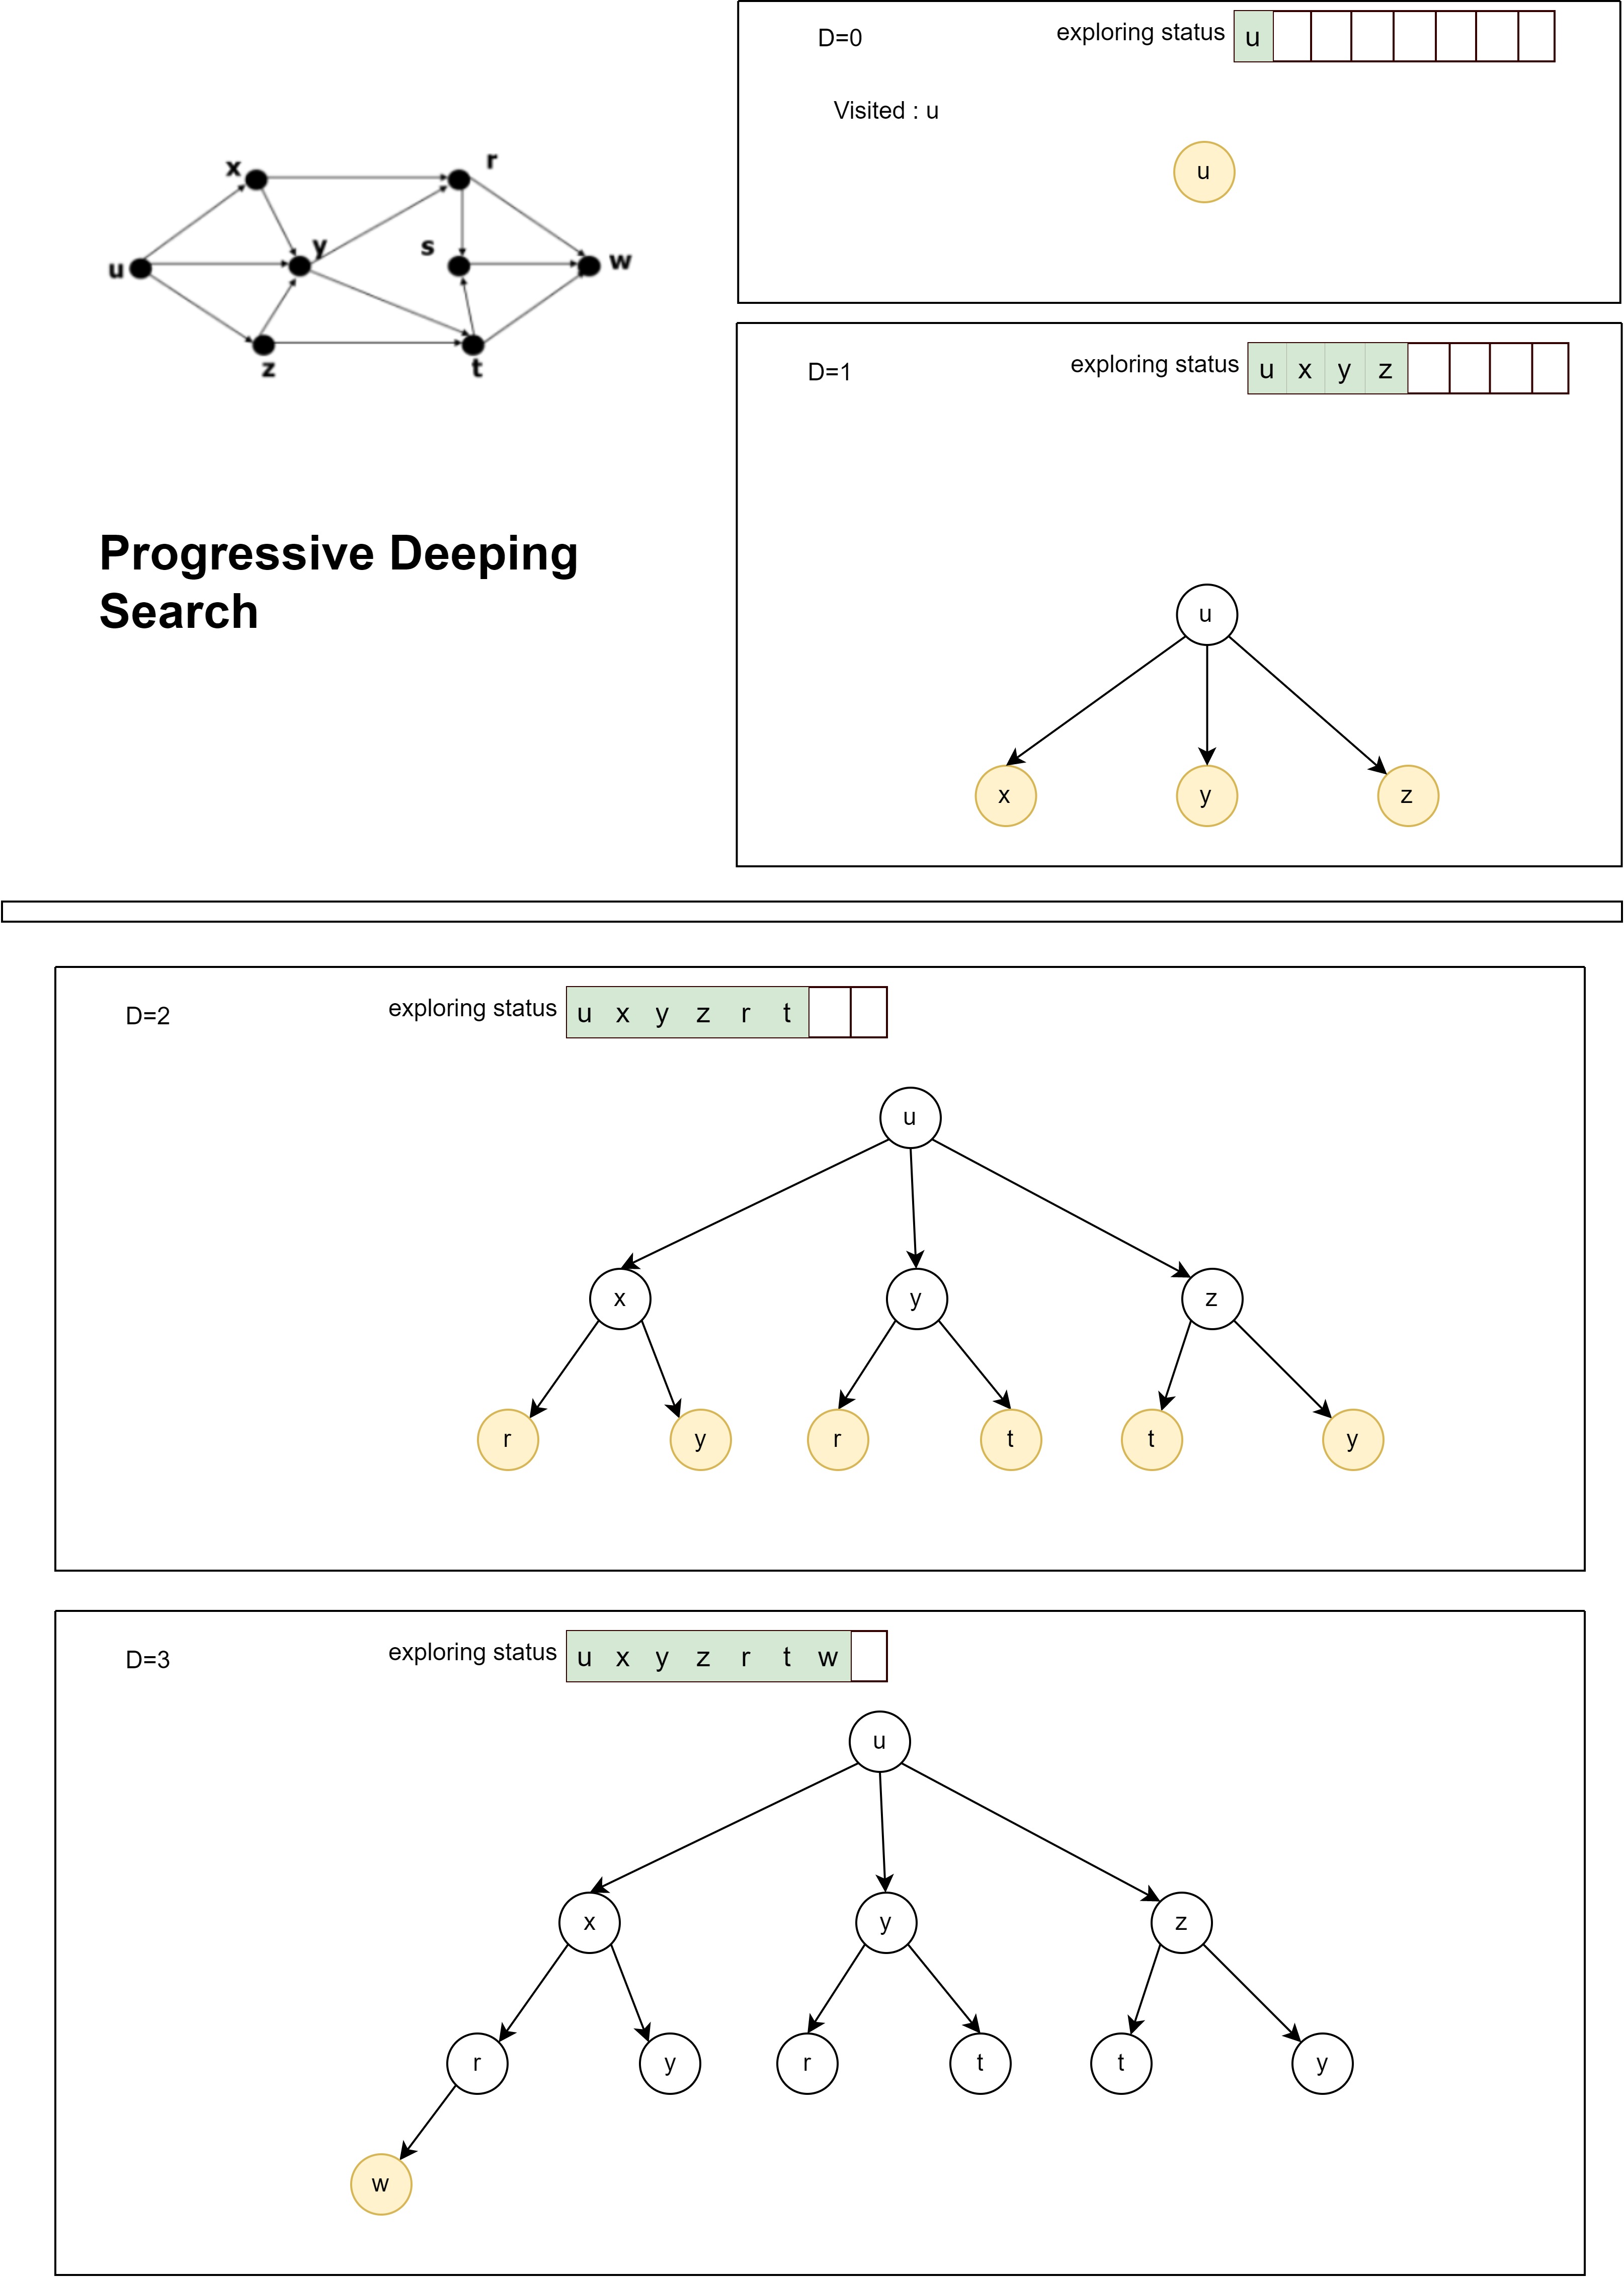 D=0
exploring status u
Visited : u
u
x r
u y s w
z t
D=1
exploring status u x y z
Progressive Deeping
Search
u
x y z
D=2
exploring status u x y z r t
u
x y z
r y r t t y
D=3
exploring status u x y z r t w
u
x y z
r y r t t y
w